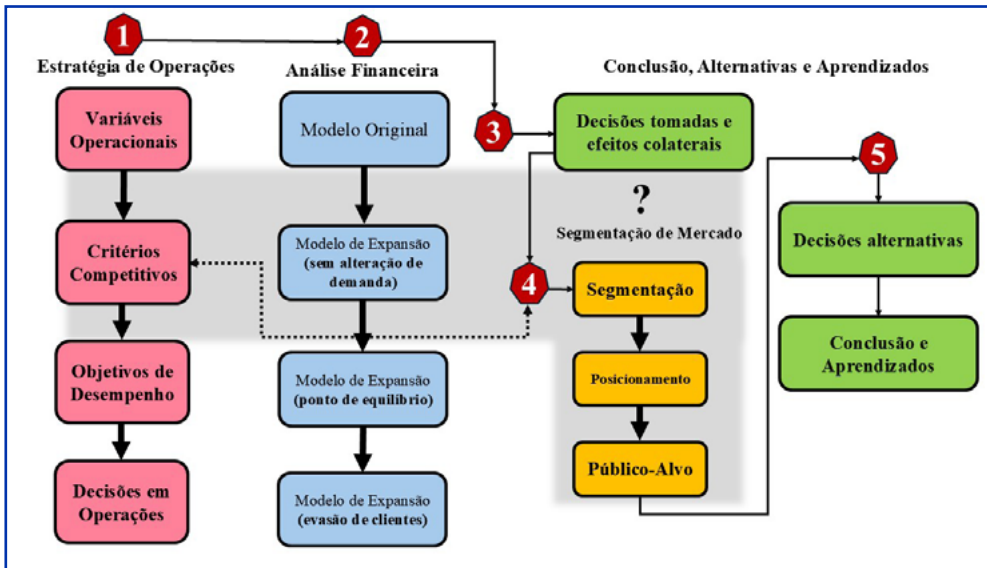 1
Estratégia de Operações
Variáveis
Operacionais
Critérios
Competitivos
Objetivos de
Desempenho
Decisões em
Operações
2
Análise Financeira
Modelo Original
Modelo de Expansão
(sem alteração de
demanda)
Modelo de Expansão
(ponto de equilíbrio)
Modelo de Expansão
(evasão de clientes)
Conclusão, Alternativas e Aprendizados
3
Decisões tomadas e
efeitos colaterais
?
Segmentação de Mercado
4
Segmentação
Posicionamento
Público-Alvo
5
Decisões alternativas
Conclusão e
Aprendizados